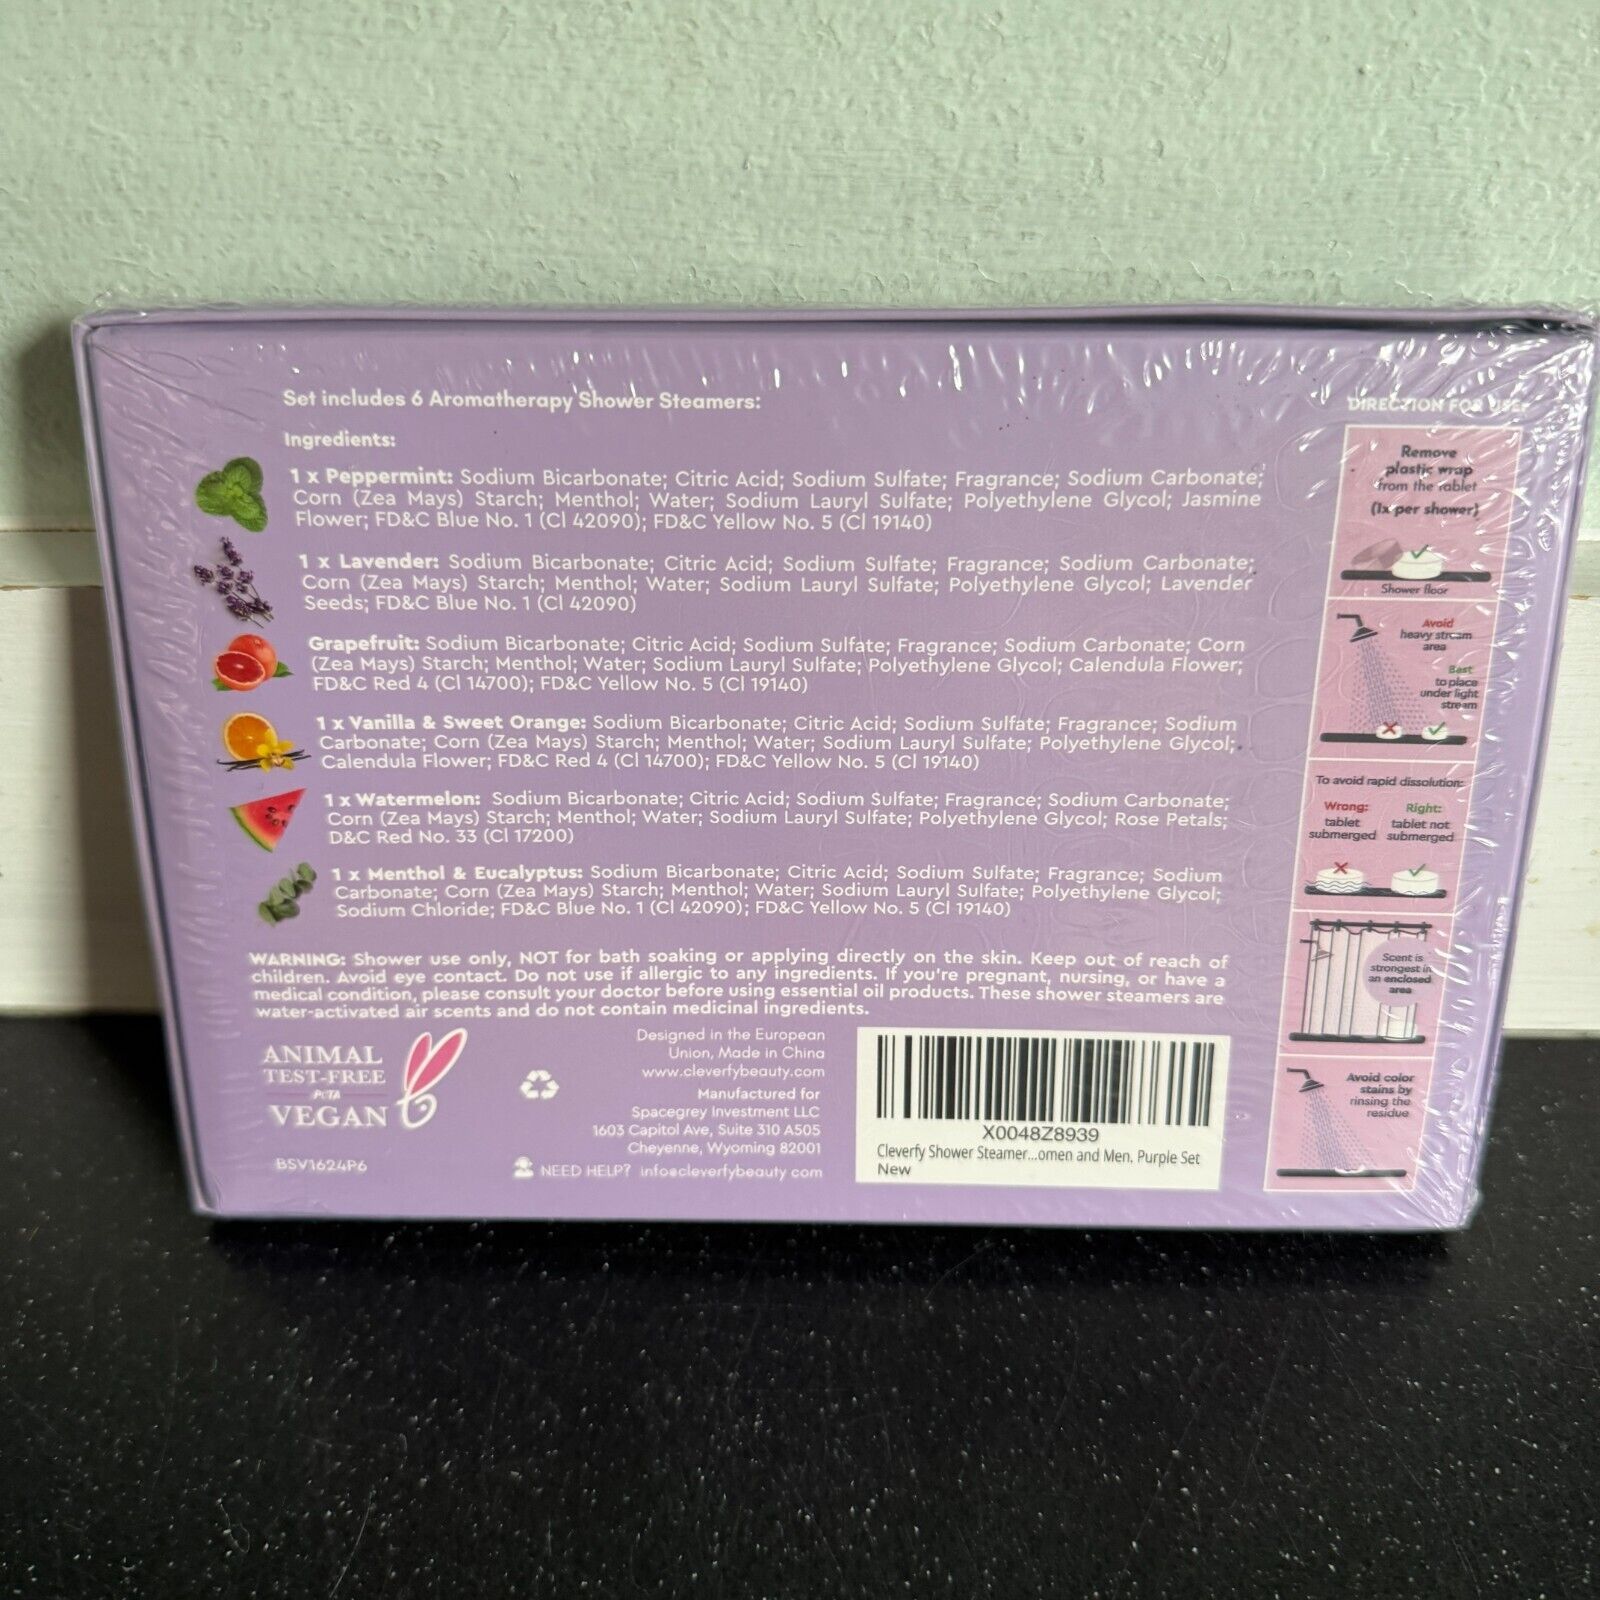 Set includes 6 Aromatherapy Shower Steamers:
Ingredients:
1 x Peppermint: Sodium Bicarbonate; Citric Acid; Sodium Sulfate; Fragrance; Sodium Carbonate;
Corn (Zea Mays) Starch; Menthol; Water; Sodium Lauryl Sulfate; Polyethylene Glycol; Jasmine
Flower; FD&C Blue No. 1 (Cl 42090); FD&C Yellow No. 5 (Cl 19140)
1 x Lavender: Sodium Bicarbonate; Citric Acid; Sodium Sulfate; Fragrance; Sodium Carbonate;
Corn (Zea Mays) Starch; Menthol; Water; Sodium Lauryl Sulfate; Polyethylene Glycol; Lavender
Seeds; FD&C Blue No. 1 (Cl 42090)
Grapefruit: Sodium Bicarbonate; Citric Acid; Sodium Sulfate; Fragrance; Sodium Carbonate; Corn
(Zea Mays) Starch; Menthol; Water; Sodium Lauryl Sulfate; Polyethylene Glycol; Calendula Flower;
FD&C Red 4 (Cl 14700); FD&C Yellow No. 5 (Cl 19140)
1 x Vanilla & Sweet Orange: Sodium Bicarbonate; Citric Acid; Sodium Sulfate; Fragrance; Sodium
Carbonate; Corn (Zea Mays) Starch; Menthol; Water; Sodium Lauryl Sulfate; Polyethylene Glycol;
Calendula Flower; FD&C Red 4 (Cl 14700); FD&C Yellow No. 5 (Cl 19140)
1 x Watermelon: Sodium Bicarbonate; Citric Acid; Sodium Sulfate; Fragrance; Sodium Carbonate;
Corn (Zea Mays) Starch; Menthol; Water; Sodium Lauryl Sulfate; Polyethylene Glycol; Rose Petals;
D&C Red No. 33 (Cl 17200)
1 x Menthol & Eucalyptus: Sodium Bicarbonate; Citric Acid; Sodium Sulfate; Fragrance; Sodium
Carbonate; Corn (Zea Mays) Starch; Menthol; Water; Sodium Lauryl Sulfate; Polyethylene Glycol;
Sodium Chloride; FD&C Blue No. 1 (Cl 42090); FD&C Yellow No. 5 (Cl 19140)
WARNING: Shower use only, NOT for bath soaking or applying directly on the skin. Keep out of reach of
children. Avoid eye contact. Do not use if allergic to any ingredients. If you're pregnant, nursing, or have a
medical condition, please consult your doctor before using essential oil products. These shower steamers are
water-activated air scents and do not contain medicinal ingredients.
ANIMAL
TEST-FREE
PETA
VEGAN
BSV1624P6
Designed in the European
Union, Made in China
www.cleverfybeauty.com
Manufactured for
Spacegrey Investment LLC
1603 Capitol Ave, Suite 310 A505
Cheyenne, Wyoming 82001
NEED HELP? info@cleverfybeauty.com
X0048Z8939
Cleverfy Shower Steamer...omen and Men. Purple Set
New
DIRECTION FOR USE:
Remove
plastic wrap
from the tablet
(1x per shower)
Shower floor
Avoid
heavy stream
area
Best
to place
under light
stream
To avoid rapid dissolution:
Wrong:
tablet
submerged
Right:
tablet not
submerged
Scent is
strongest in
an enclosed
area
Avoid color
stains by
rinsing the
residue